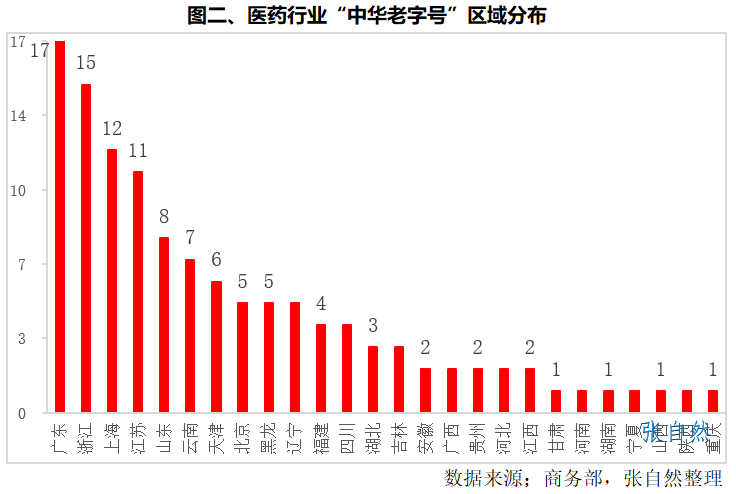 图二、医药行业“中华老字号”区域分布
17
14
10
7
3
0
17
15
12
11
8
7
6
5
5
4
3
2
2
2
1
1
1
1
广东
浙江
上海
江苏
山东
云南
天津
北京
黑龙
辽宁
福建
四川
湖北
吉林
安徽
广西
贵州
河北
江西
甘肃
河南
湖南
宁夏
山西
陕西
重庆
张自然
数据来源；商务部，张自然整理